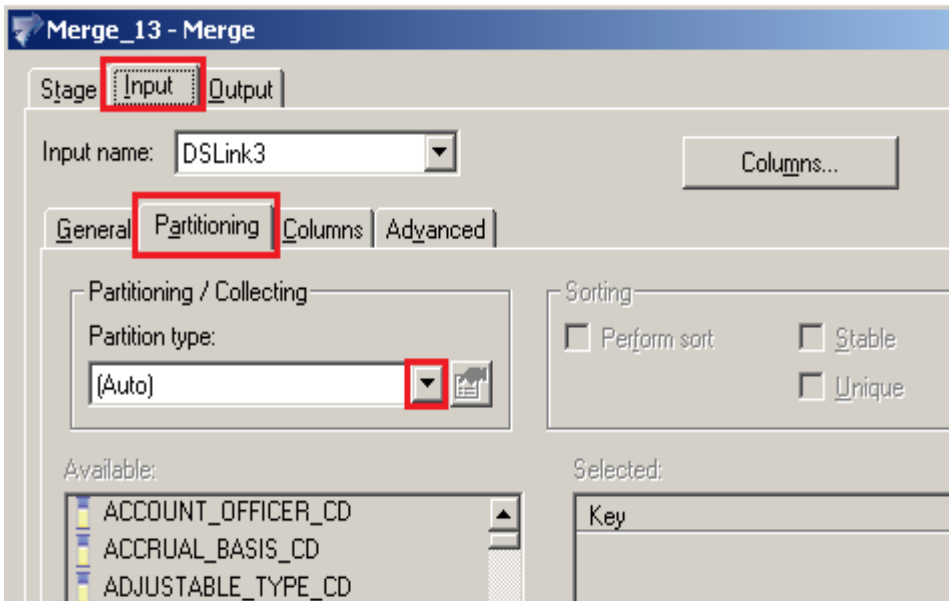 Merge_13 - Merge
Stage Input Output
Input name: DSLink3 Columns...
General Partitioning Columns Advanced
Partitioning / Collecting Sorting
Partition type: Perform sort Stable
(Auto) Unique
Available: Selected:
ACCOUNT_OFFICER_CD Key
ACCRUAL_BASIS_CD
ADJUSTABLE_TYPE_CD